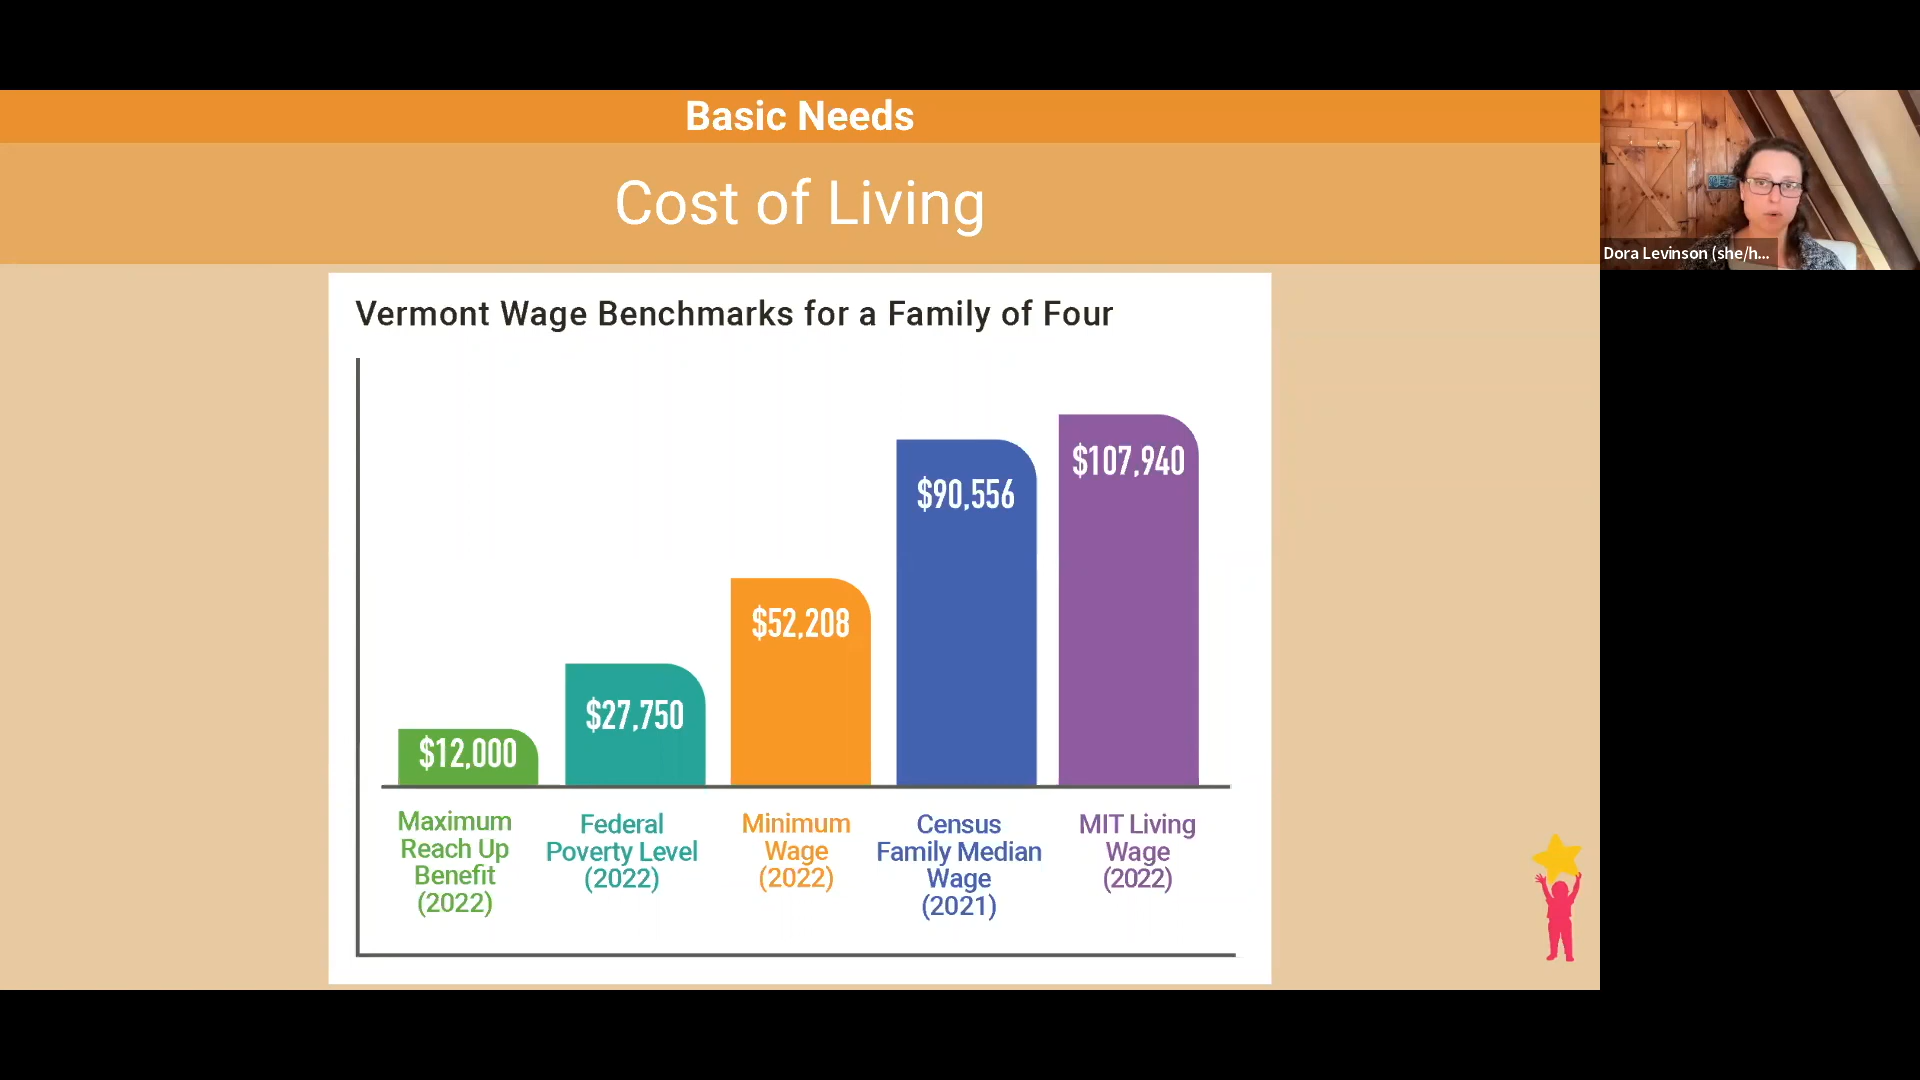 Basic Needs
Cost of Living
Dora Levinson (she/h...
Vermont Wage Benchmarks for a Family of Four
$12,000
$27,750
$52,208
$90,556
$107,940
Maximum
Reach Up
Benefit
(2022)
Federal
Poverty Level
(2022)
Minimum
Wage
(2022)
Census
Family Median
Wage
(2021)
MIT Living
Wage
(2022)